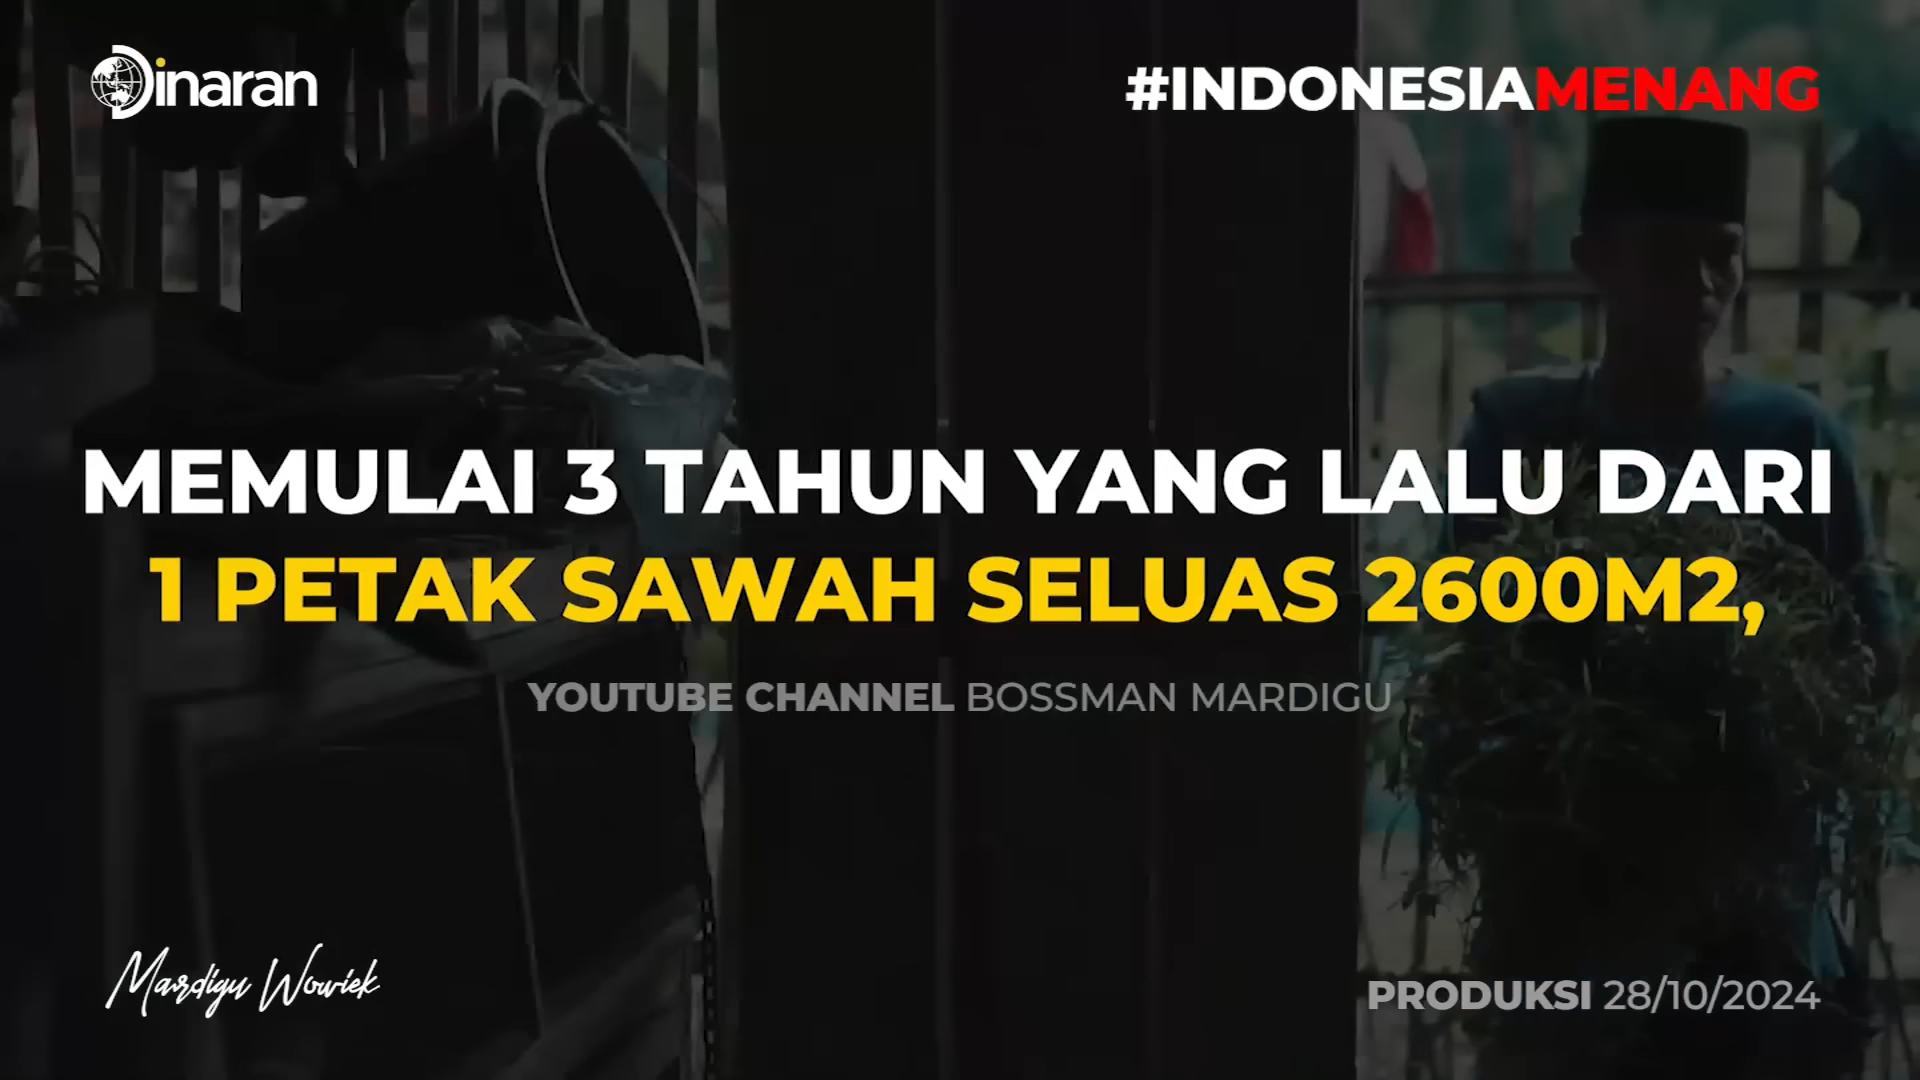 Dinaran
#INDONESIAMENANG
MEMULAI 3 TAHUN YANG LALU DARI
1 PETAK SAWAH SELUAS 2600M2,
YOUTUBE CHANNEL BOSSMAN MARDIGU
Mardigu Wowiek
PRODUKSI 28/10/2024